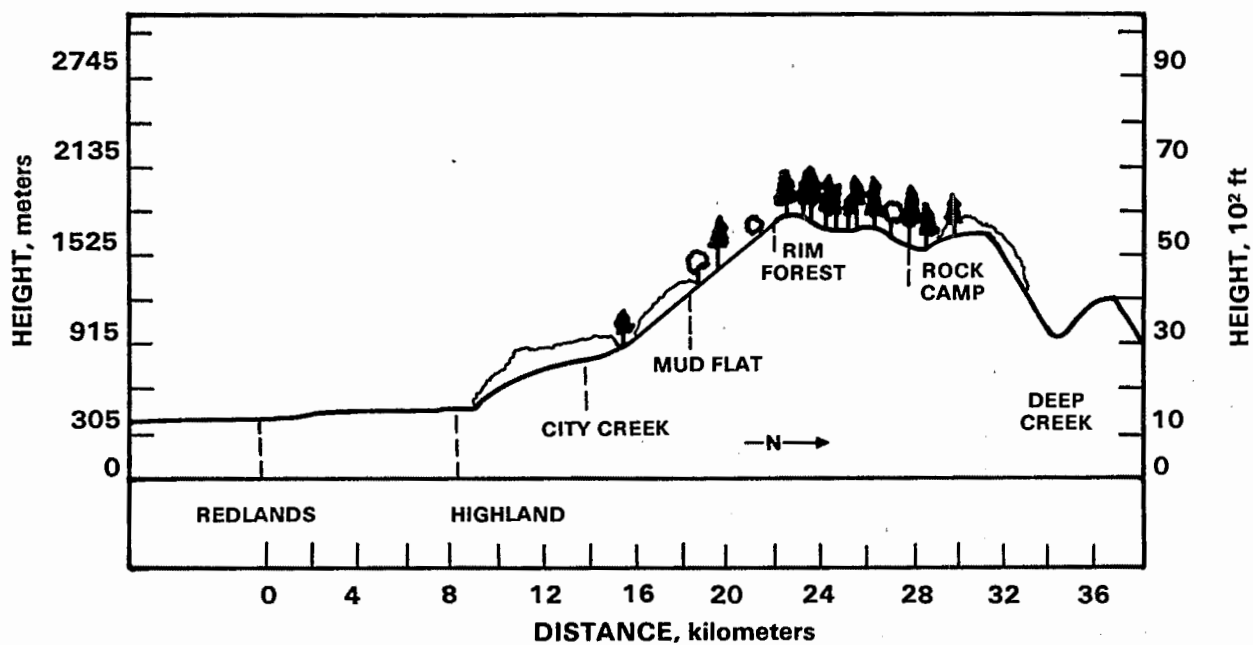 HEIGHT, meters
2745
2135
1525
915
305
0
90
70
50
30
10
0
HEIGHT, 10² ft
RIM
FOREST
ROCK
CAMP
MUD FLAT
CITY CREEK
DEEP
CREEK
N
REDLANDS HIGHLAND
0 4 8 12 16 20 24 28 32 36
DISTANCE, kilometers